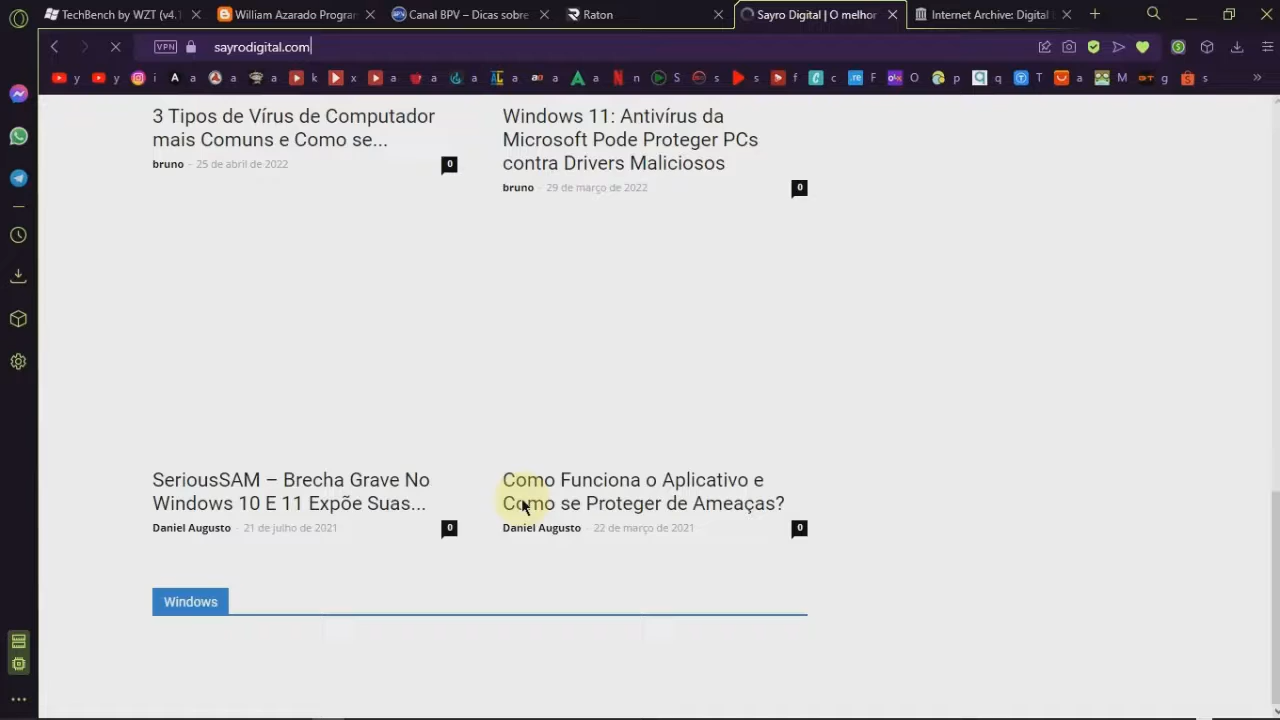 TechBench by WZT (v4.1
William Azarado Program
Canal BPV – Dicas sobre
Raton
Sayro Digital | O melhor
Internet Archive: Digital L
VPN
sayrodigital.com
y
y
i
a
a
a
k
x
a
a
a
a
a
a
n
S
s
s
f
c
F
O
p
q
T
a
M
g
s
3 Tipos de Vírus de Computador
mais Comuns e Como se...
bruno - 25 de abril de 2022
0
Windows 11: Antivírus da
Microsoft Pode Proteger PCs
contra Drivers Maliciosos
bruno - 29 de março de 2022
0
SeriousSAM – Brecha Grave No
Windows 10 E 11 Expõe Suas...
Daniel Augusto - 21 de julho de 2021
0
Como Funciona o Aplicativo e
Como se Proteger de Ameaças?
Daniel Augusto - 22 de março de 2021
0
Windows